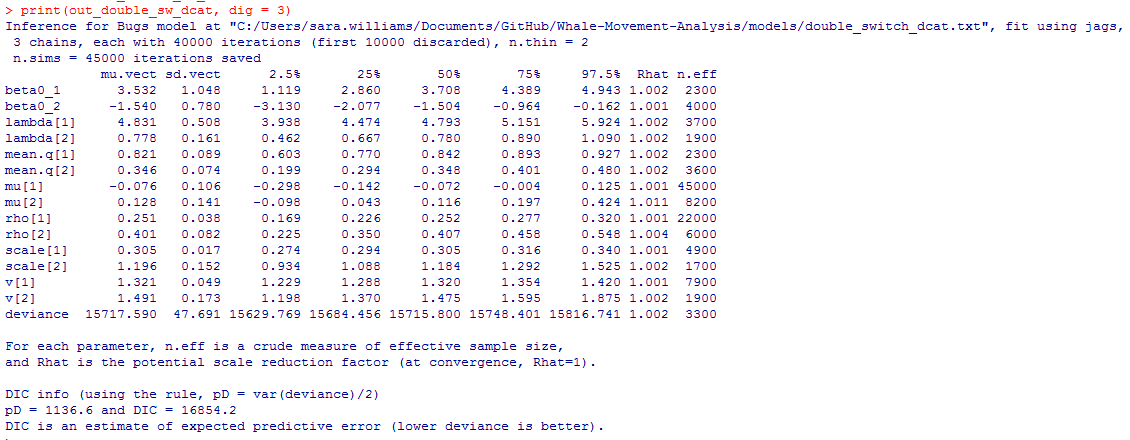 > print(out_double_sw_dcat, dig = 3)
Inference for Bugs model at "C:/Users/sara.williams/Documents/GitHub/Whale-Movement-Analysis/models/double_switch_dcat.txt", fit using jags,
 3 chains, each with 40000 iterations (first 10000 discarded), n.thin = 2
 n.sims = 45000 iterations saved
            mu.vect sd.vect      2.5%       25%       50%       75%     97.5%  Rhat n.eff
beta0_1       3.532   1.048     1.119     2.860     3.708     4.389     4.943 1.002  2300
beta0_2      -1.540   0.780    -3.130    -2.077    -1.504    -0.964    -0.162 1.001  4000
lambda[1]     4.831   0.508     3.938     4.474     4.793     5.151     5.924 1.002  3700
lambda[2]     0.778   0.161     0.462     0.667     0.780     0.890     1.090 1.002  1900
mean.q[1]     0.821   0.089     0.603     0.770     0.842     0.893     0.927 1.002  2300
mean.q[2]     0.346   0.074     0.199     0.294     0.348     0.401     0.480 1.002  3600
mu[1]        -0.076   0.106    -0.298    -0.142    -0.072    -0.004     0.125 1.001 45000
mu[2]         0.128   0.141    -0.098     0.043     0.116     0.197     0.424 1.011  8200
rho[1]        0.251   0.038     0.169     0.226     0.252     0.277     0.320 1.001 22000
rho[2]        0.401   0.082     0.225     0.350     0.407     0.458     0.548 1.004  6000
scale[1]      0.305   0.017     0.274     0.294     0.305     0.316     0.340 1.001  4900
scale[2]      1.196   0.152     0.934     1.088     1.184     1.292     1.525 1.002  1700
v[1]          1.321   0.049     1.229     1.288     1.320     1.354     1.420 1.001  7900
v[2]          1.491   0.173     1.198     1.370     1.475     1.595     1.875 1.002  1900
deviance  15717.590  47.691 15629.769 15684.456 15715.800 15748.401 15816.741 1.002  3300

For each parameter, n.eff is a crude measure of effective sample size,
and Rhat is the potential scale reduction factor (at convergence, Rhat=1).

DIC info (using the rule, pD = var(deviance)/2)
pD = 1136.6 and DIC = 16854.2
DIC is an estimate of expected predictive error (lower deviance is better).